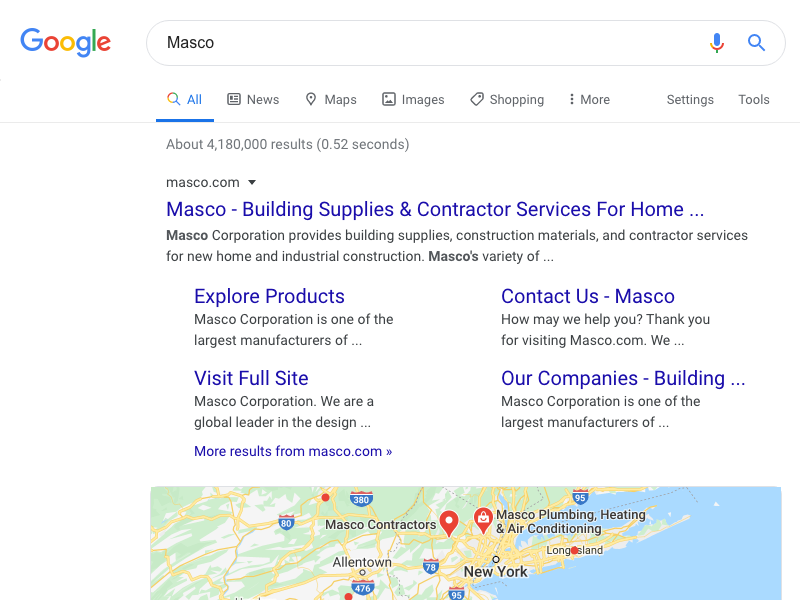 Google
Masco
All
News
Maps
Images
Shopping
More
Settings
Tools
About 4,180,000 results (0.52 seconds)
masco.com
Masco - Building Supplies & Contractor Services For Home ...
Masco Corporation provides building supplies, construction materials, and contractor services
for new home and industrial construction. Masco's variety of ...
Explore Products
Masco Corporation is one of the
largest manufacturers of ...
Contact Us - Masco
How may we help you? Thank you
for visiting Masco.com. We ...
Visit Full Site
Masco Corporation. We are a
global leader in the design ...
Our Companies - Building ...
Masco Corporation is one of the
largest manufacturers of ...
More results from masco.com »
380
95
80
Masco Contractors
Masco Plumbing, Heating
& Air Conditioning
Long Island
Allentown
78
New York
476
95